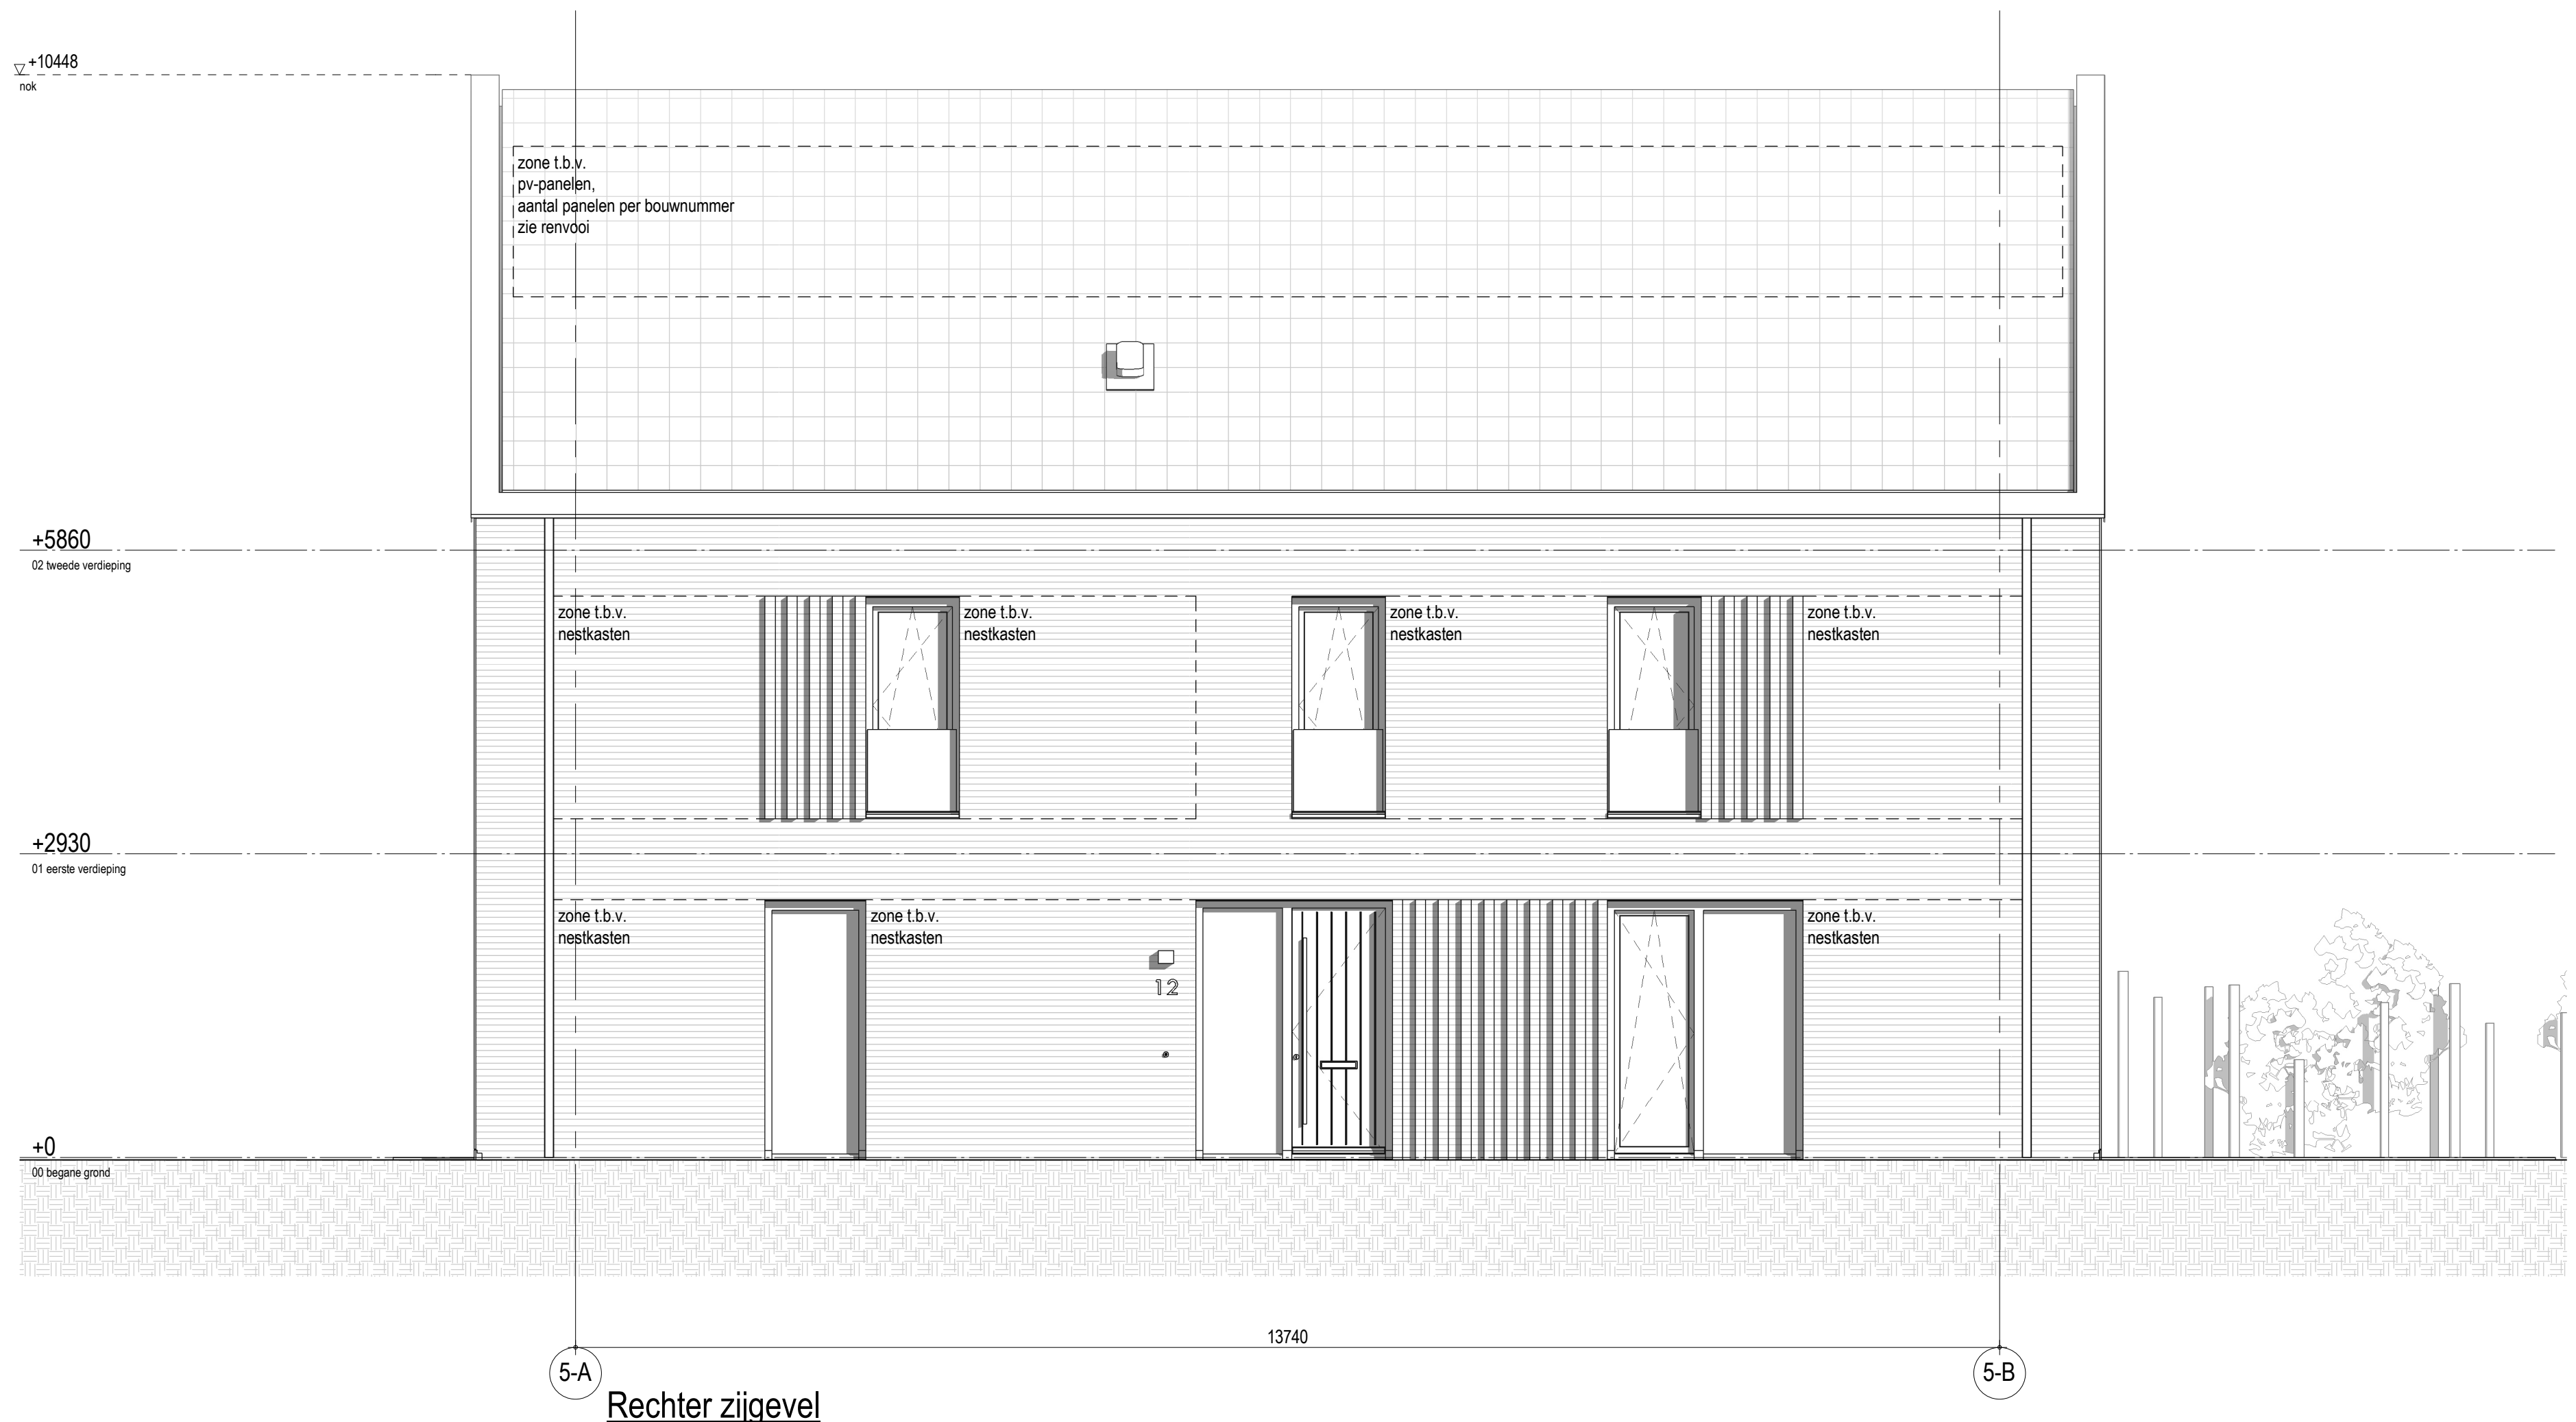 +10448
nok
zone t.b.v.
pv-panelen,
aantal panelen per bouwnummer
zie renvooi
+5860
02 tweede verdieping
zone t.b.v.
nestkasten
zone t.b.v.
nestkasten
zone t.b.v.
nestkasten
zone t.b.v.
nestkasten
+2930
01 eerste verdieping
zone t.b.v.
nestkasten
zone t.b.v.
nestkasten
zone t.b.v.
nestkasten
12
+0
00 begane grond
13740
5-A
5-B
Rechter zijgevel